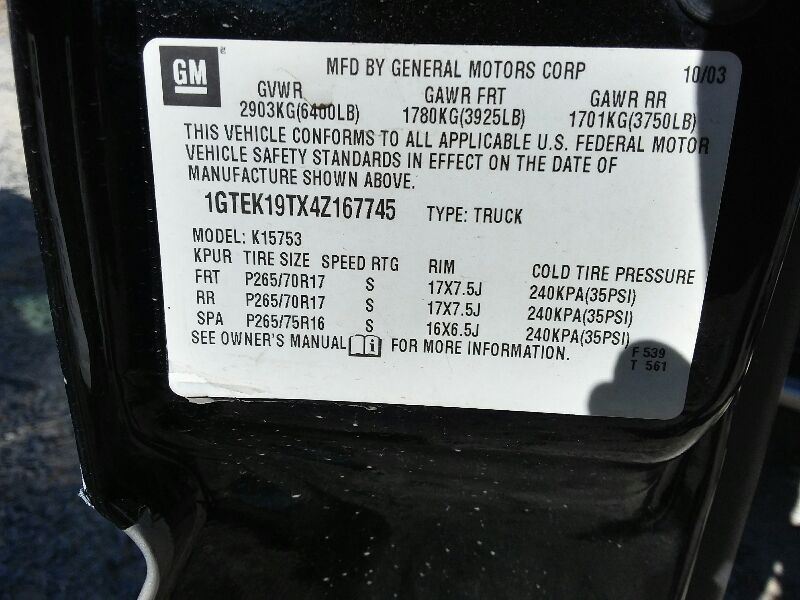 GM MFD BY GENERAL MOTORS CORP 10/03
GVWR GAWR FRT GAWR RR
2903KG(6400LB) 1780KG(3925LB) 1701KG(3750LB)
THIS VEHICLE CONFORMS TO ALL APPLICABLE U.S. FEDERAL MOTOR
VEHICLE SAFETY STANDARDS IN EFFECT ON THE DATE OF
MANUFACTURE SHOWN ABOVE.
1GTEK19TX4Z167745 TYPE: TRUCK
MODEL: K15753
KPUR TIRE SIZE SPEED RTG RIM COLD TIRE PRESSURE
FRT P265/70R17 S 17X7.5J 240KPA(35PSI)
RR P265/70R17 S 17X7.5J 240KPA(35PSI)
SPA P265/75R16 S 16X6.5J 240KPA(35PSI)
SEE OWNER'S MANUAL i FOR MORE INFORMATION.
F 539
T 561